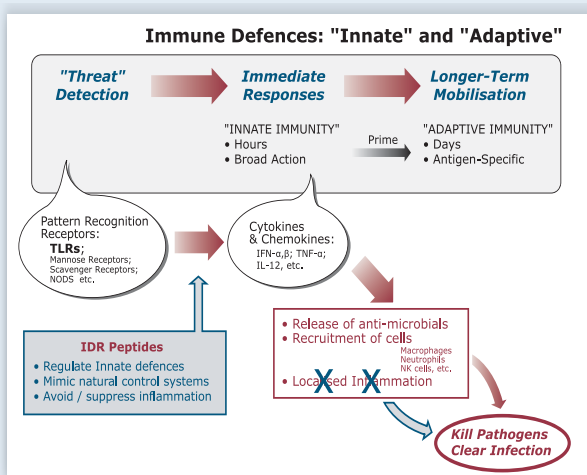 Immune Defences: "Innate" and "Adaptive"
"Threat"
Detection
Immediate
Responses
Longer-Term
Mobilisation
"INNATE IMMUNITY"
• Hours
• Broad Action
Prime
"ADAPTIVE IMMUNITY"
• Days
• Antigen-Specific
Pattern Recognition
Receptors:
TLRs;
Mannose Receptors;
Scavenger Receptors;
NODS etc.
Cytokines
& Chemokines:
IFN-α,β; TNF-α;
IL-12, etc.
IDR Peptides
• Regulate Innate defences
• Mimic natural control systems
• Avoid / suppress inflammation
• Release of anti-microbials
• Recruitment of cells
Macrophages
Neutrophils
NK cells, etc.
• Localised Inflammation
X X
Kill Pathogens
Clear Infection